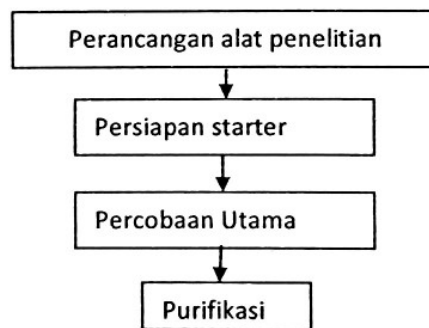 Perancangan alat penelitian
Persiapan starter
Percobaan Utama
Purifikasi